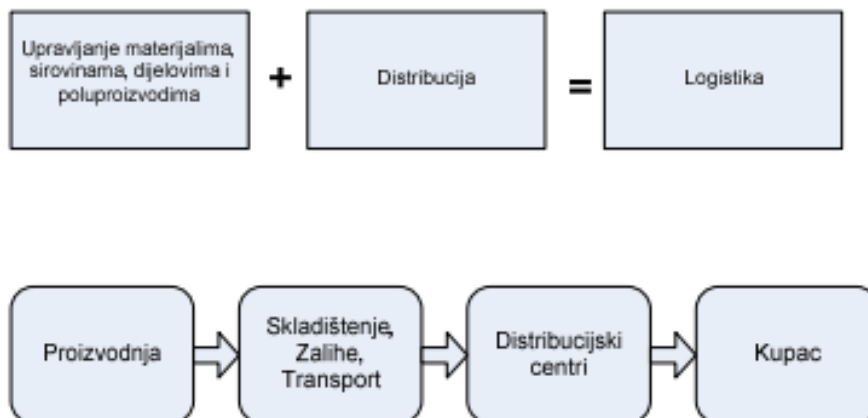 Upravljanje materijalima,
sirovinama, dijelovima i
poluproizvodima
+
Distribucija
=
Logistika
Proizvodnja
Skladištenje,
Zalihe,
Transport
Distribucijski
centri
Kupac